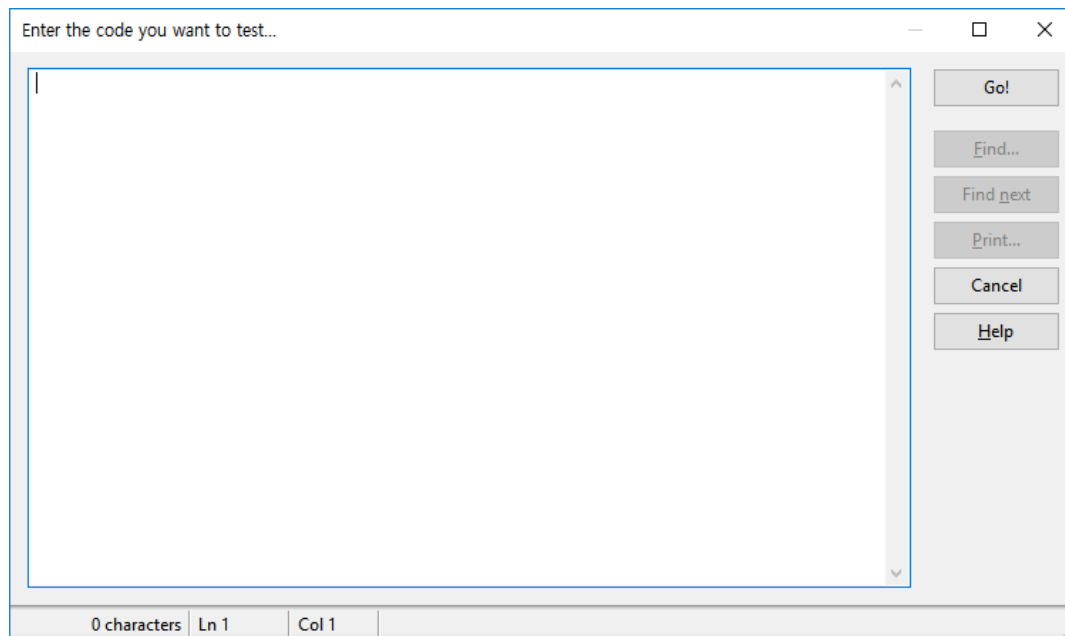 Enter the code you want to test...
Go!
Find...
Find next
Print...
Cancel
Help
0 characters Ln 1 Col 1